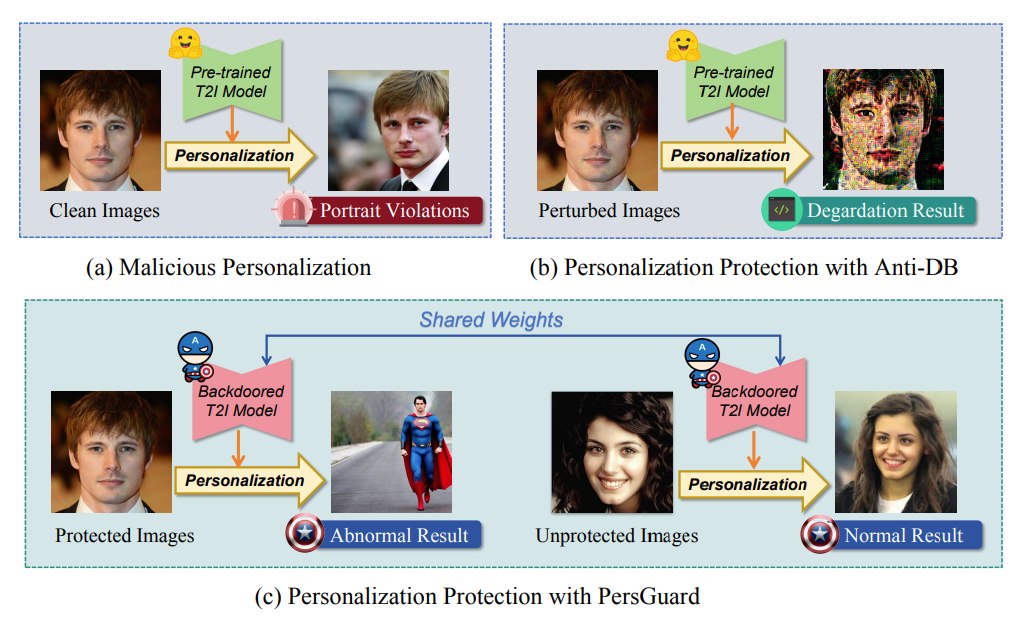 Pre-trained
T2I Model
Personalization
Clean Images
Portrait Violations
(a) Malicious Personalization
Pre-trained
T2I Model
Personalization
Perturbed Images
</>
Degardation Result
(b) Personalization Protection with Anti-DB
Shared Weights
A
Backdoored
T2I Model
Personalization
Protected Images
Abnormal Result
A
Backdoored
T2I Model
Personalization
Unprotected Images
Normal Result
(c) Personalization Protection with PersGuard